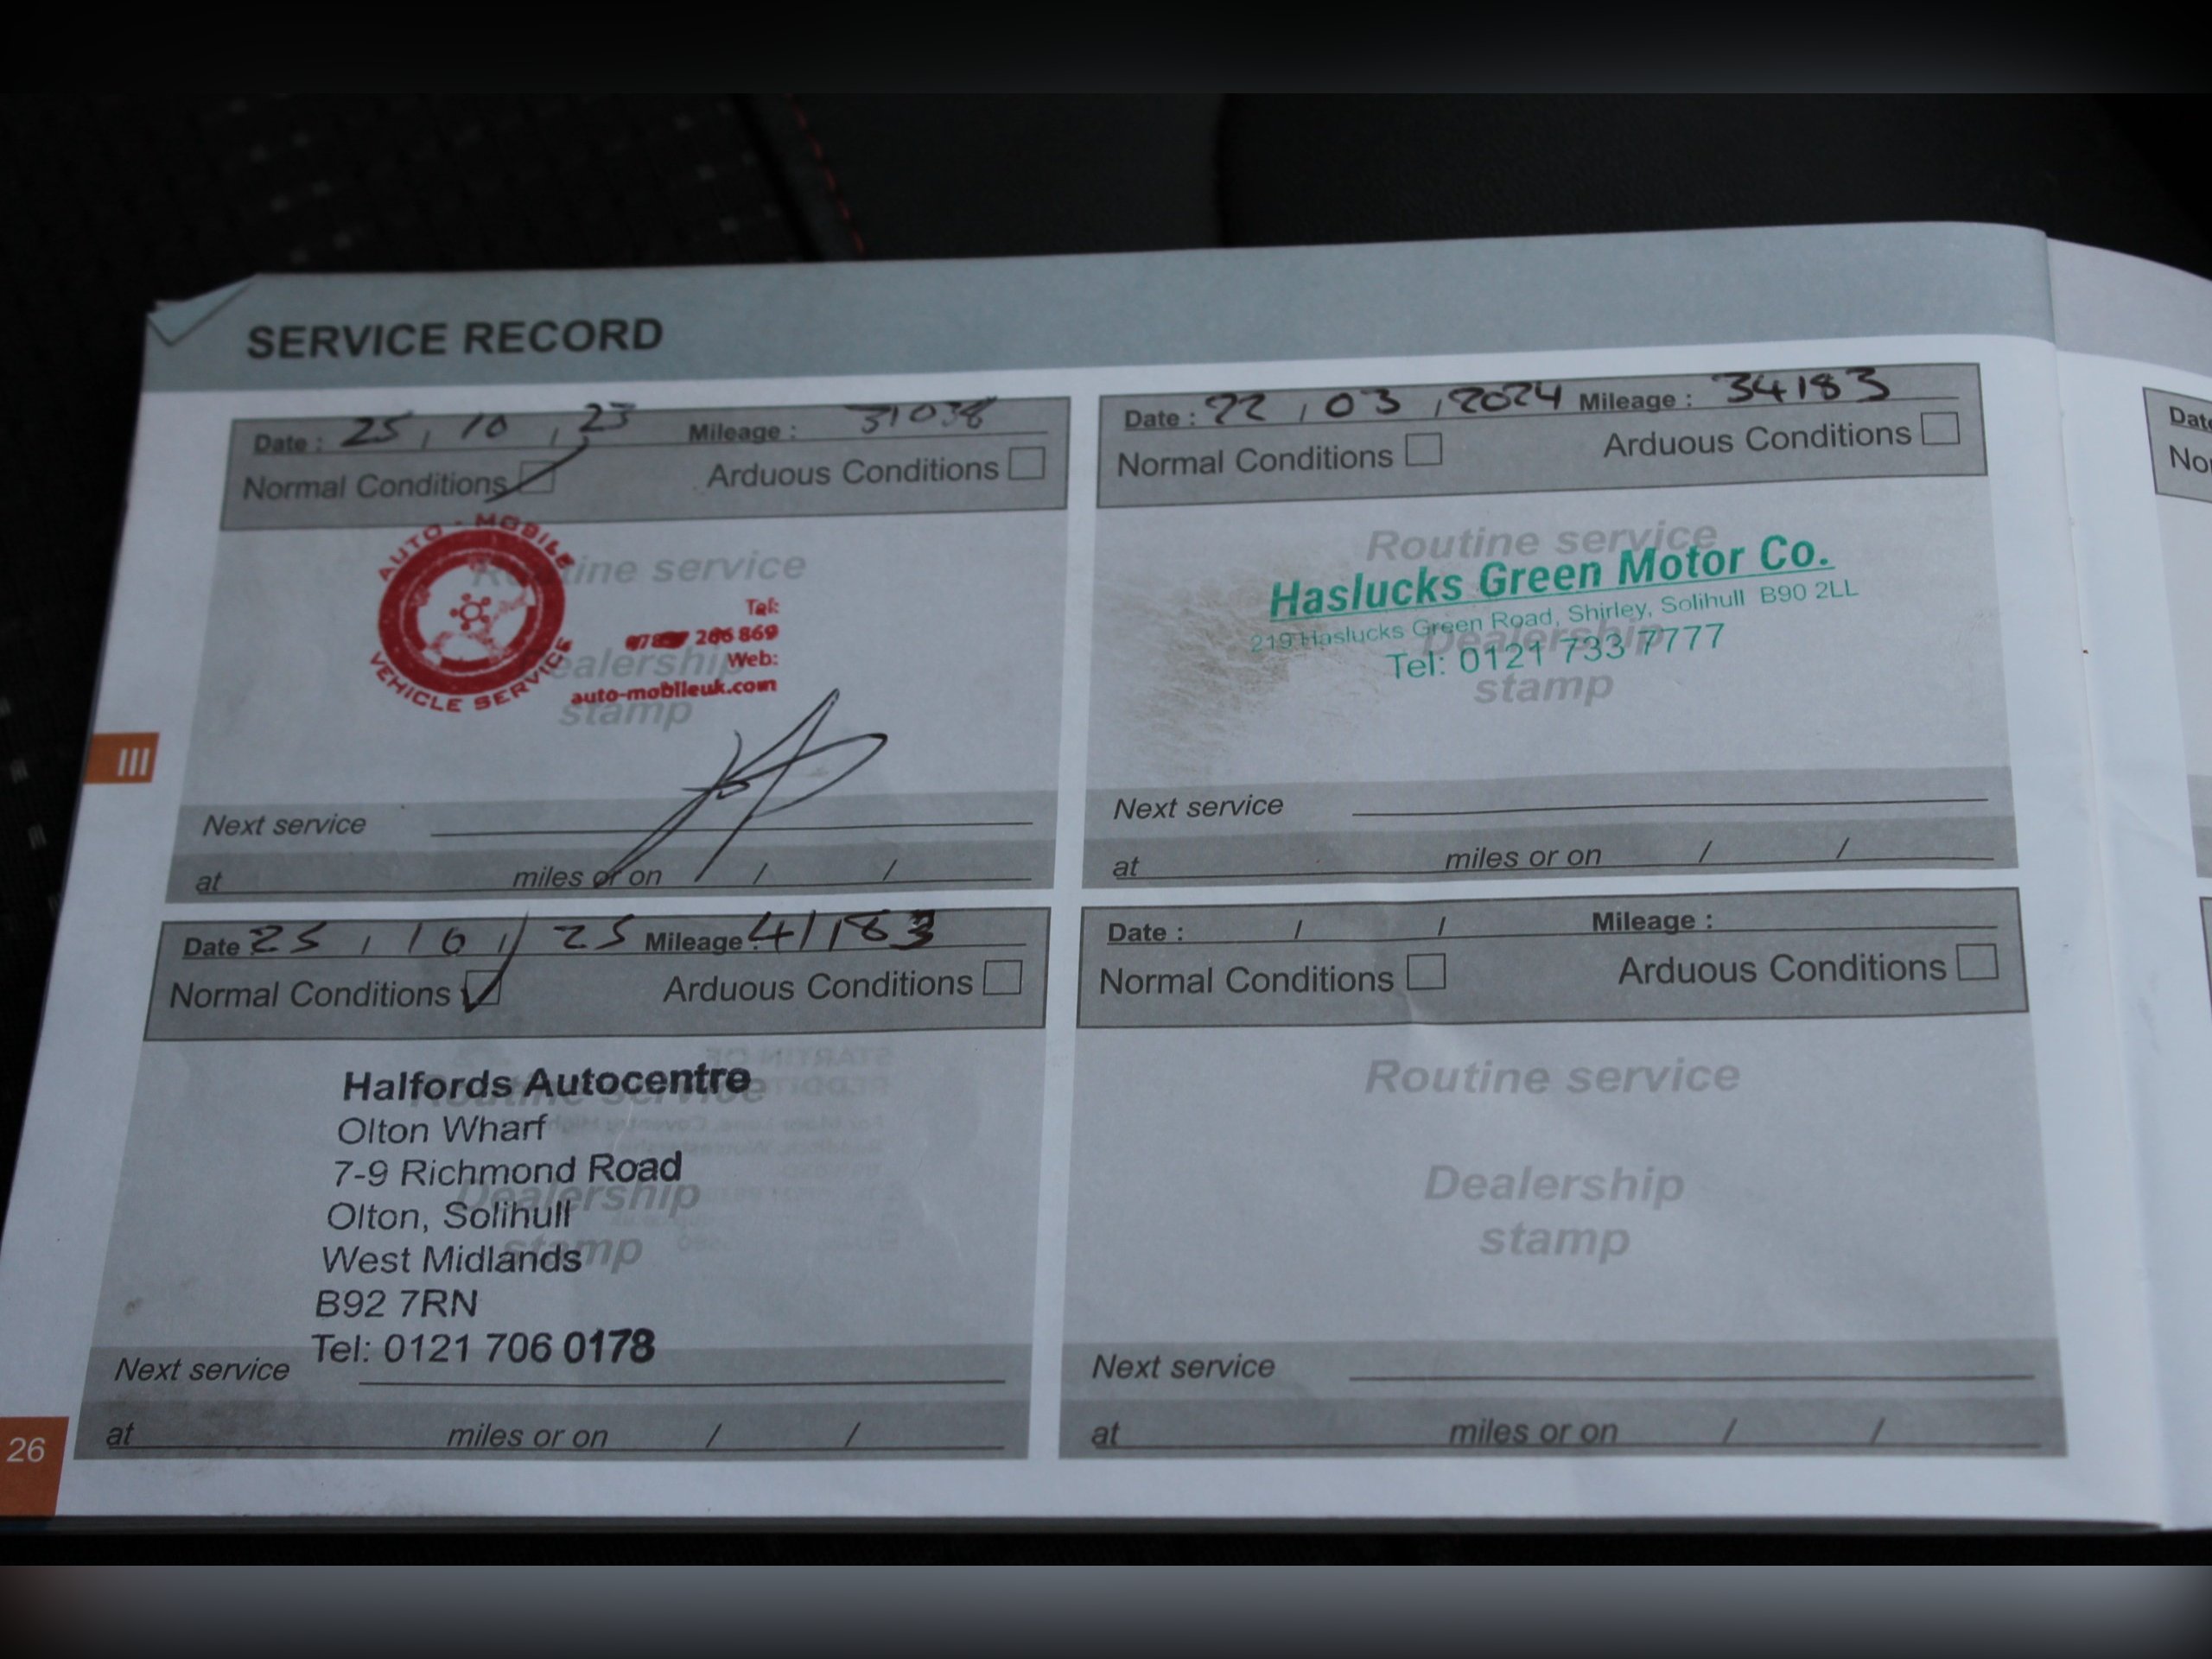 SERVICE RECORD
Date : 25 / 10 / 23 Mileage : 31038
Normal Conditions Arduous Conditions
AUTO - MOBILE
VEHICLE SERVICE
Routine service
Tel:
286 869
Dealership
Web:
auto-mobileuk.com
stamp
Next service
at miles or on / /
Date : 22 / 03 / 2024 Mileage : 34183
Normal Conditions Arduous Conditions
Routine service
Haslucks Green Motor Co.
219 Haslucks Green Road, Shirley, Solihull B90 2LL
Dealership
Tel: 0121 733 7777
stamp
Next service
at miles or on / /
III
Date 25 / 10 / 25 Mileage : 41183
Normal Conditions Arduous Conditions
Halfords Autocentre
Routine service
Olton Wharf
7-9 Richmond Road
Dealership
Olton, Solihull
stamp
West Midlands
B92 7RN
Tel: 0121 706 0178
Next service
at miles or on / /
Date : / / Mileage :
Normal Conditions Arduous Conditions
Routine service
Dealership
stamp
Next service
at miles or on / /
26